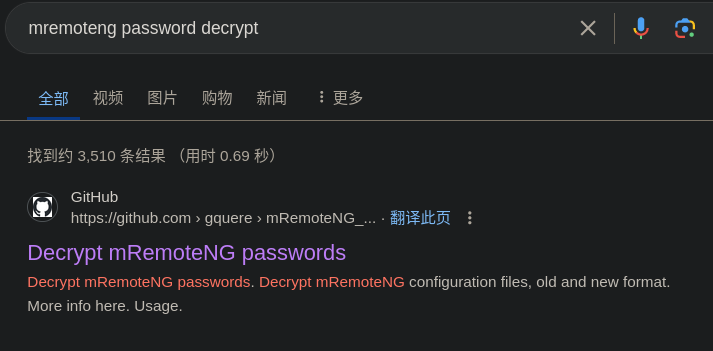 mremoteng password decrypt
全部 视频 图片 购物 新闻 更多
找到约 3,510 条结果 （用时 0.69 秒）
GitHub
https://github.com › gquere › mRemoteNG_... · 翻译此页
Decrypt mRemoteNG passwords
Decrypt mRemoteNG passwords. Decrypt mRemoteNG configuration files, old and new format.
More info here. Usage.